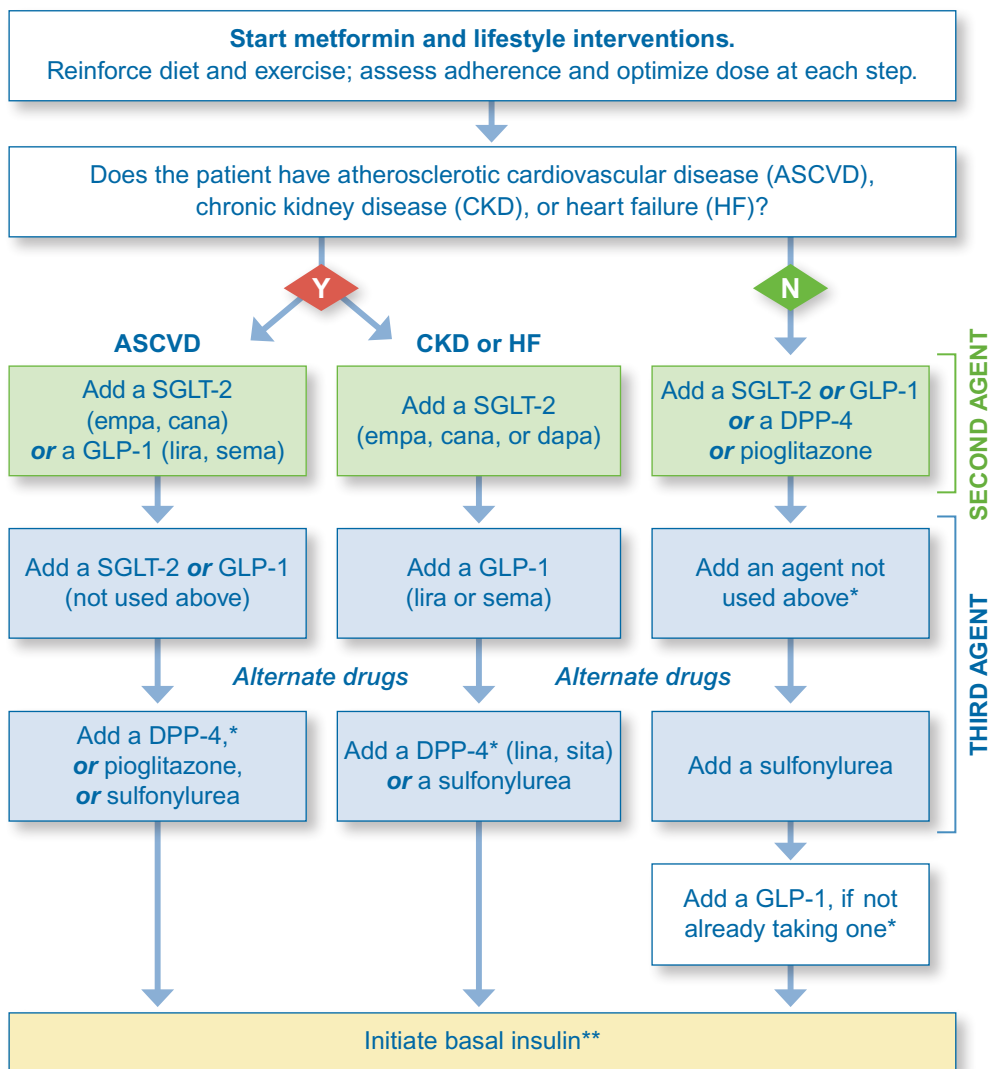 Start metformin and lifestyle interventions.
Reinforce diet and exercise; assess adherence and optimize dose at each step.
Does the patient have atherosclerotic cardiovascular disease (ASCVD),
chronic kidney disease (CKD), or heart failure (HF)?
Y
N
ASCVD
CKD or HF
Add a SGLT-2
(empa, cana)
or a GLP-1 (lira, sema)
Add a SGLT-2
(empa, cana, or dapa)
Add a SGLT-2 or GLP-1
or a DPP-4
or pioglitazone
SECOND AGENT
Add a SGLT-2 or GLP-1
(not used above)
Add a GLP-1
(lira or sema)
Add an agent not
used above*
THIRD AGENT
Alternate drugs
Alternate drugs
Add a DPP-4,*
or pioglitazone,
or sulfonylurea
Add a DPP-4* (lina, sita)
or a sulfonylurea
Add a sulfonylurea
Add a GLP-1, if not
already taking one*
Initiate basal insulin**